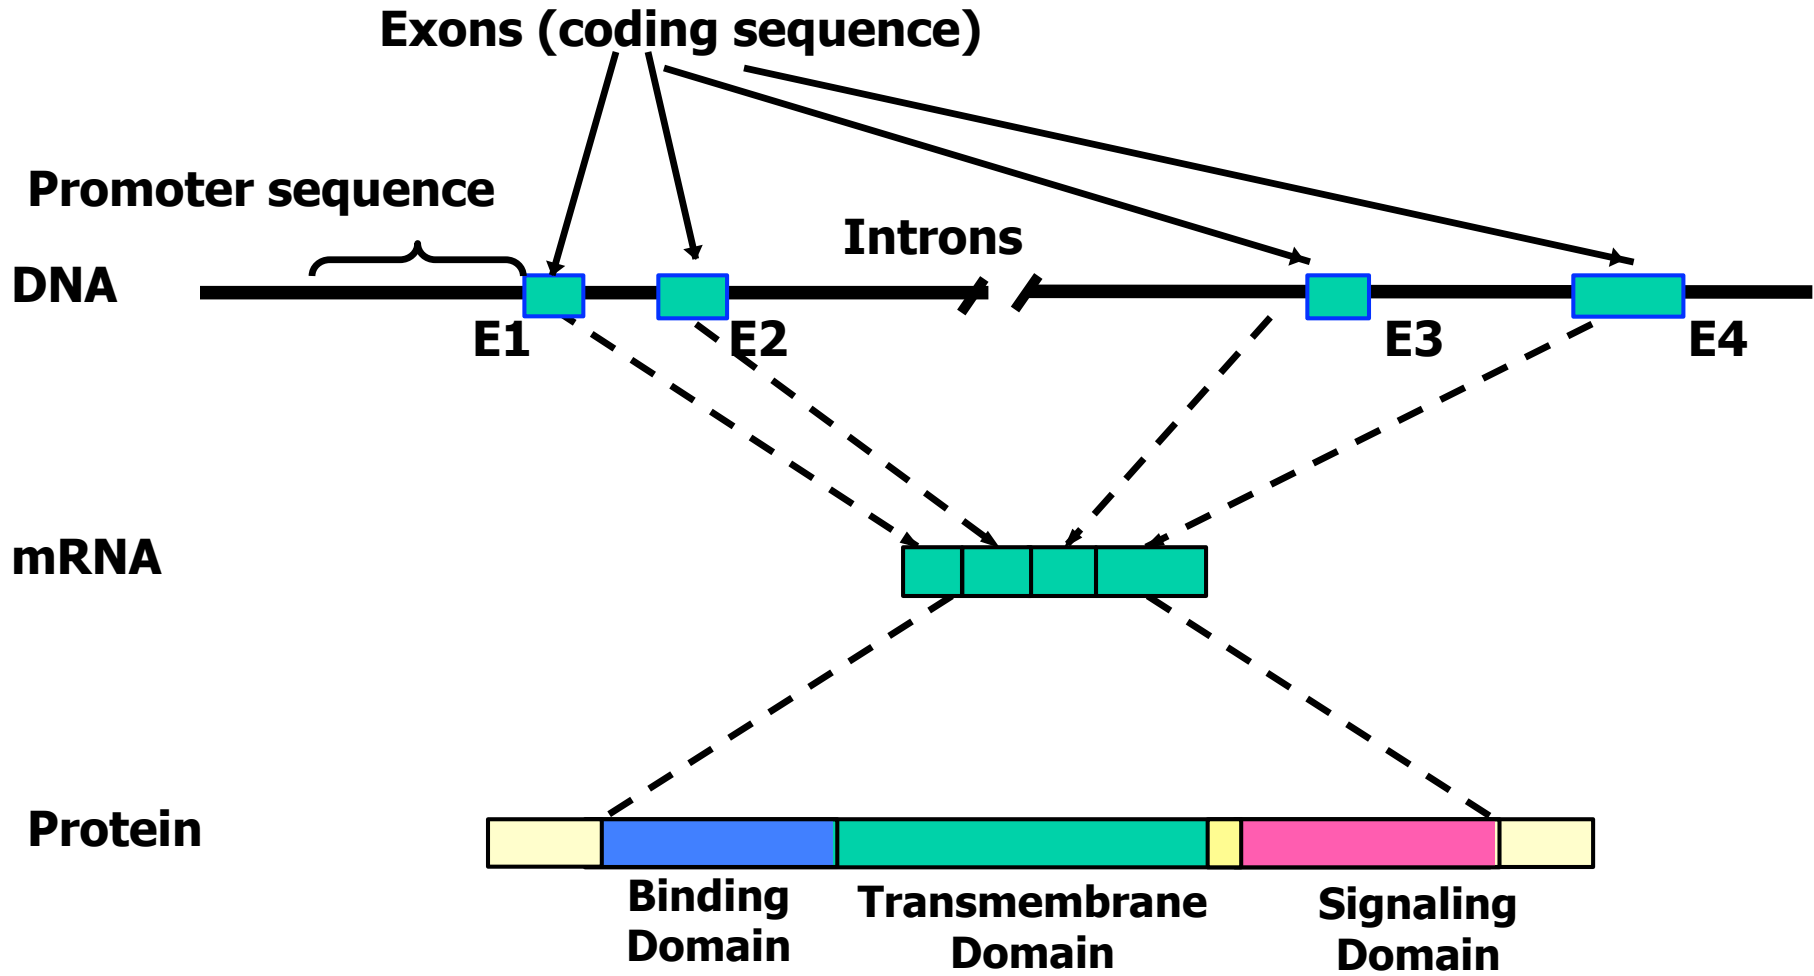 Exons (coding sequence)
Promoter sequence
Introns
DNA
E1
E2
E3
E4
mRNA
Protein
Binding
Domain
Transmembrane
Domain
Signaling
Domain